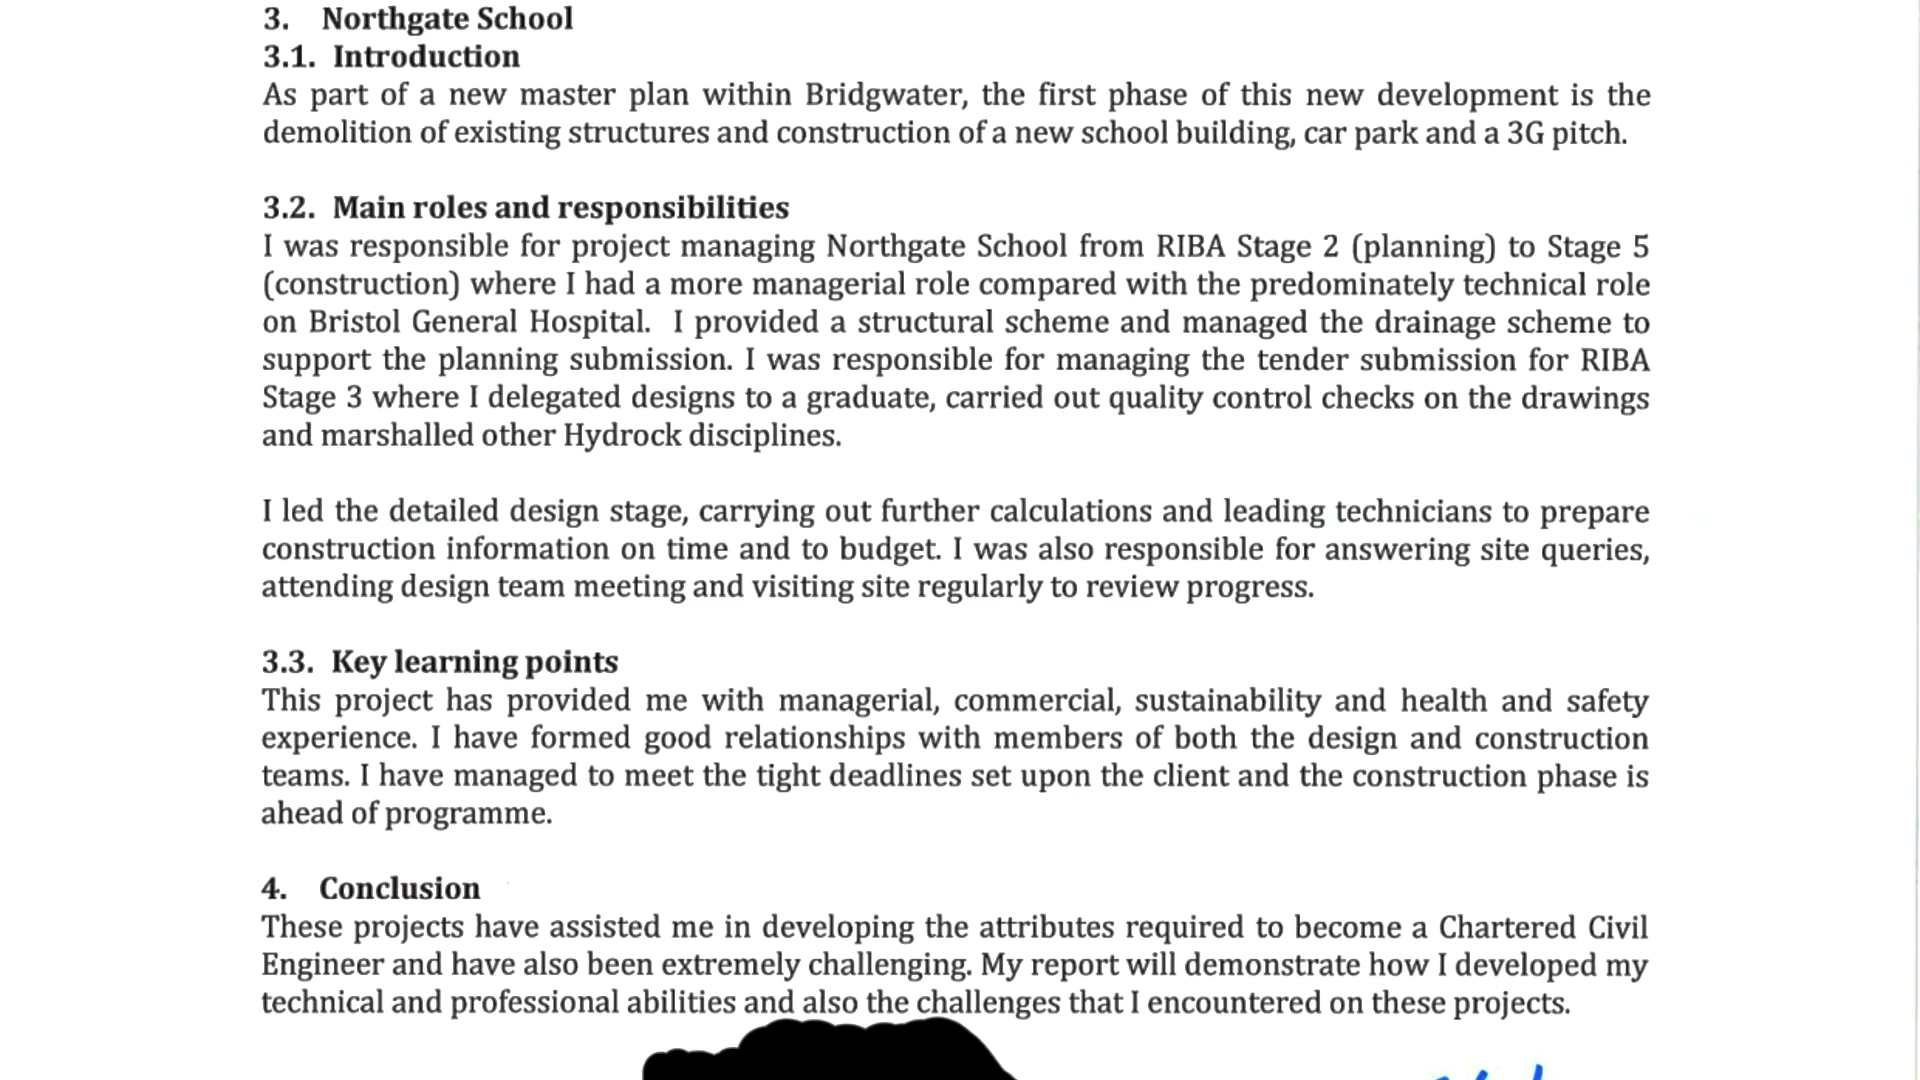 3. Northgate School
3.1. Introduction
As part of a new master plan within Bridgwater, the first phase of this new development is the
demolition of existing structures and construction of a new school building, car park and a 3G pitch.
3.2. Main roles and responsibilities
I was responsible for project managing Northgate School from RIBA Stage 2 (planning) to Stage 5
(construction) where I had a more managerial role compared with the predominately technical role
on Bristol General Hospital. I provided a structural scheme and managed the drainage scheme to
support the planning submission. I was responsible for managing the tender submission for RIBA
Stage 3 where I delegated designs to a graduate, carried out quality control checks on the drawings
and marshalled other Hydrock disciplines.
I led the detailed design stage, carrying out further calculations and leading technicians to prepare
construction information on time and to budget. I was also responsible for answering site queries,
attending design team meeting and visiting site regularly to review progress.
3.3. Key learning points
This project has provided me with managerial, commercial, sustainability and health and safety
experience. I have formed good relationships with members of both the design and construction
teams. I have managed to meet the tight deadlines set upon the client and the construction phase is
ahead of programme.
4. Conclusion
These projects have assisted me in developing the attributes required to become a Chartered Civil
Engineer and have also been extremely challenging. My report will demonstrate how I developed my
technical and professional abilities and also the challenges that I encountered on these projects.